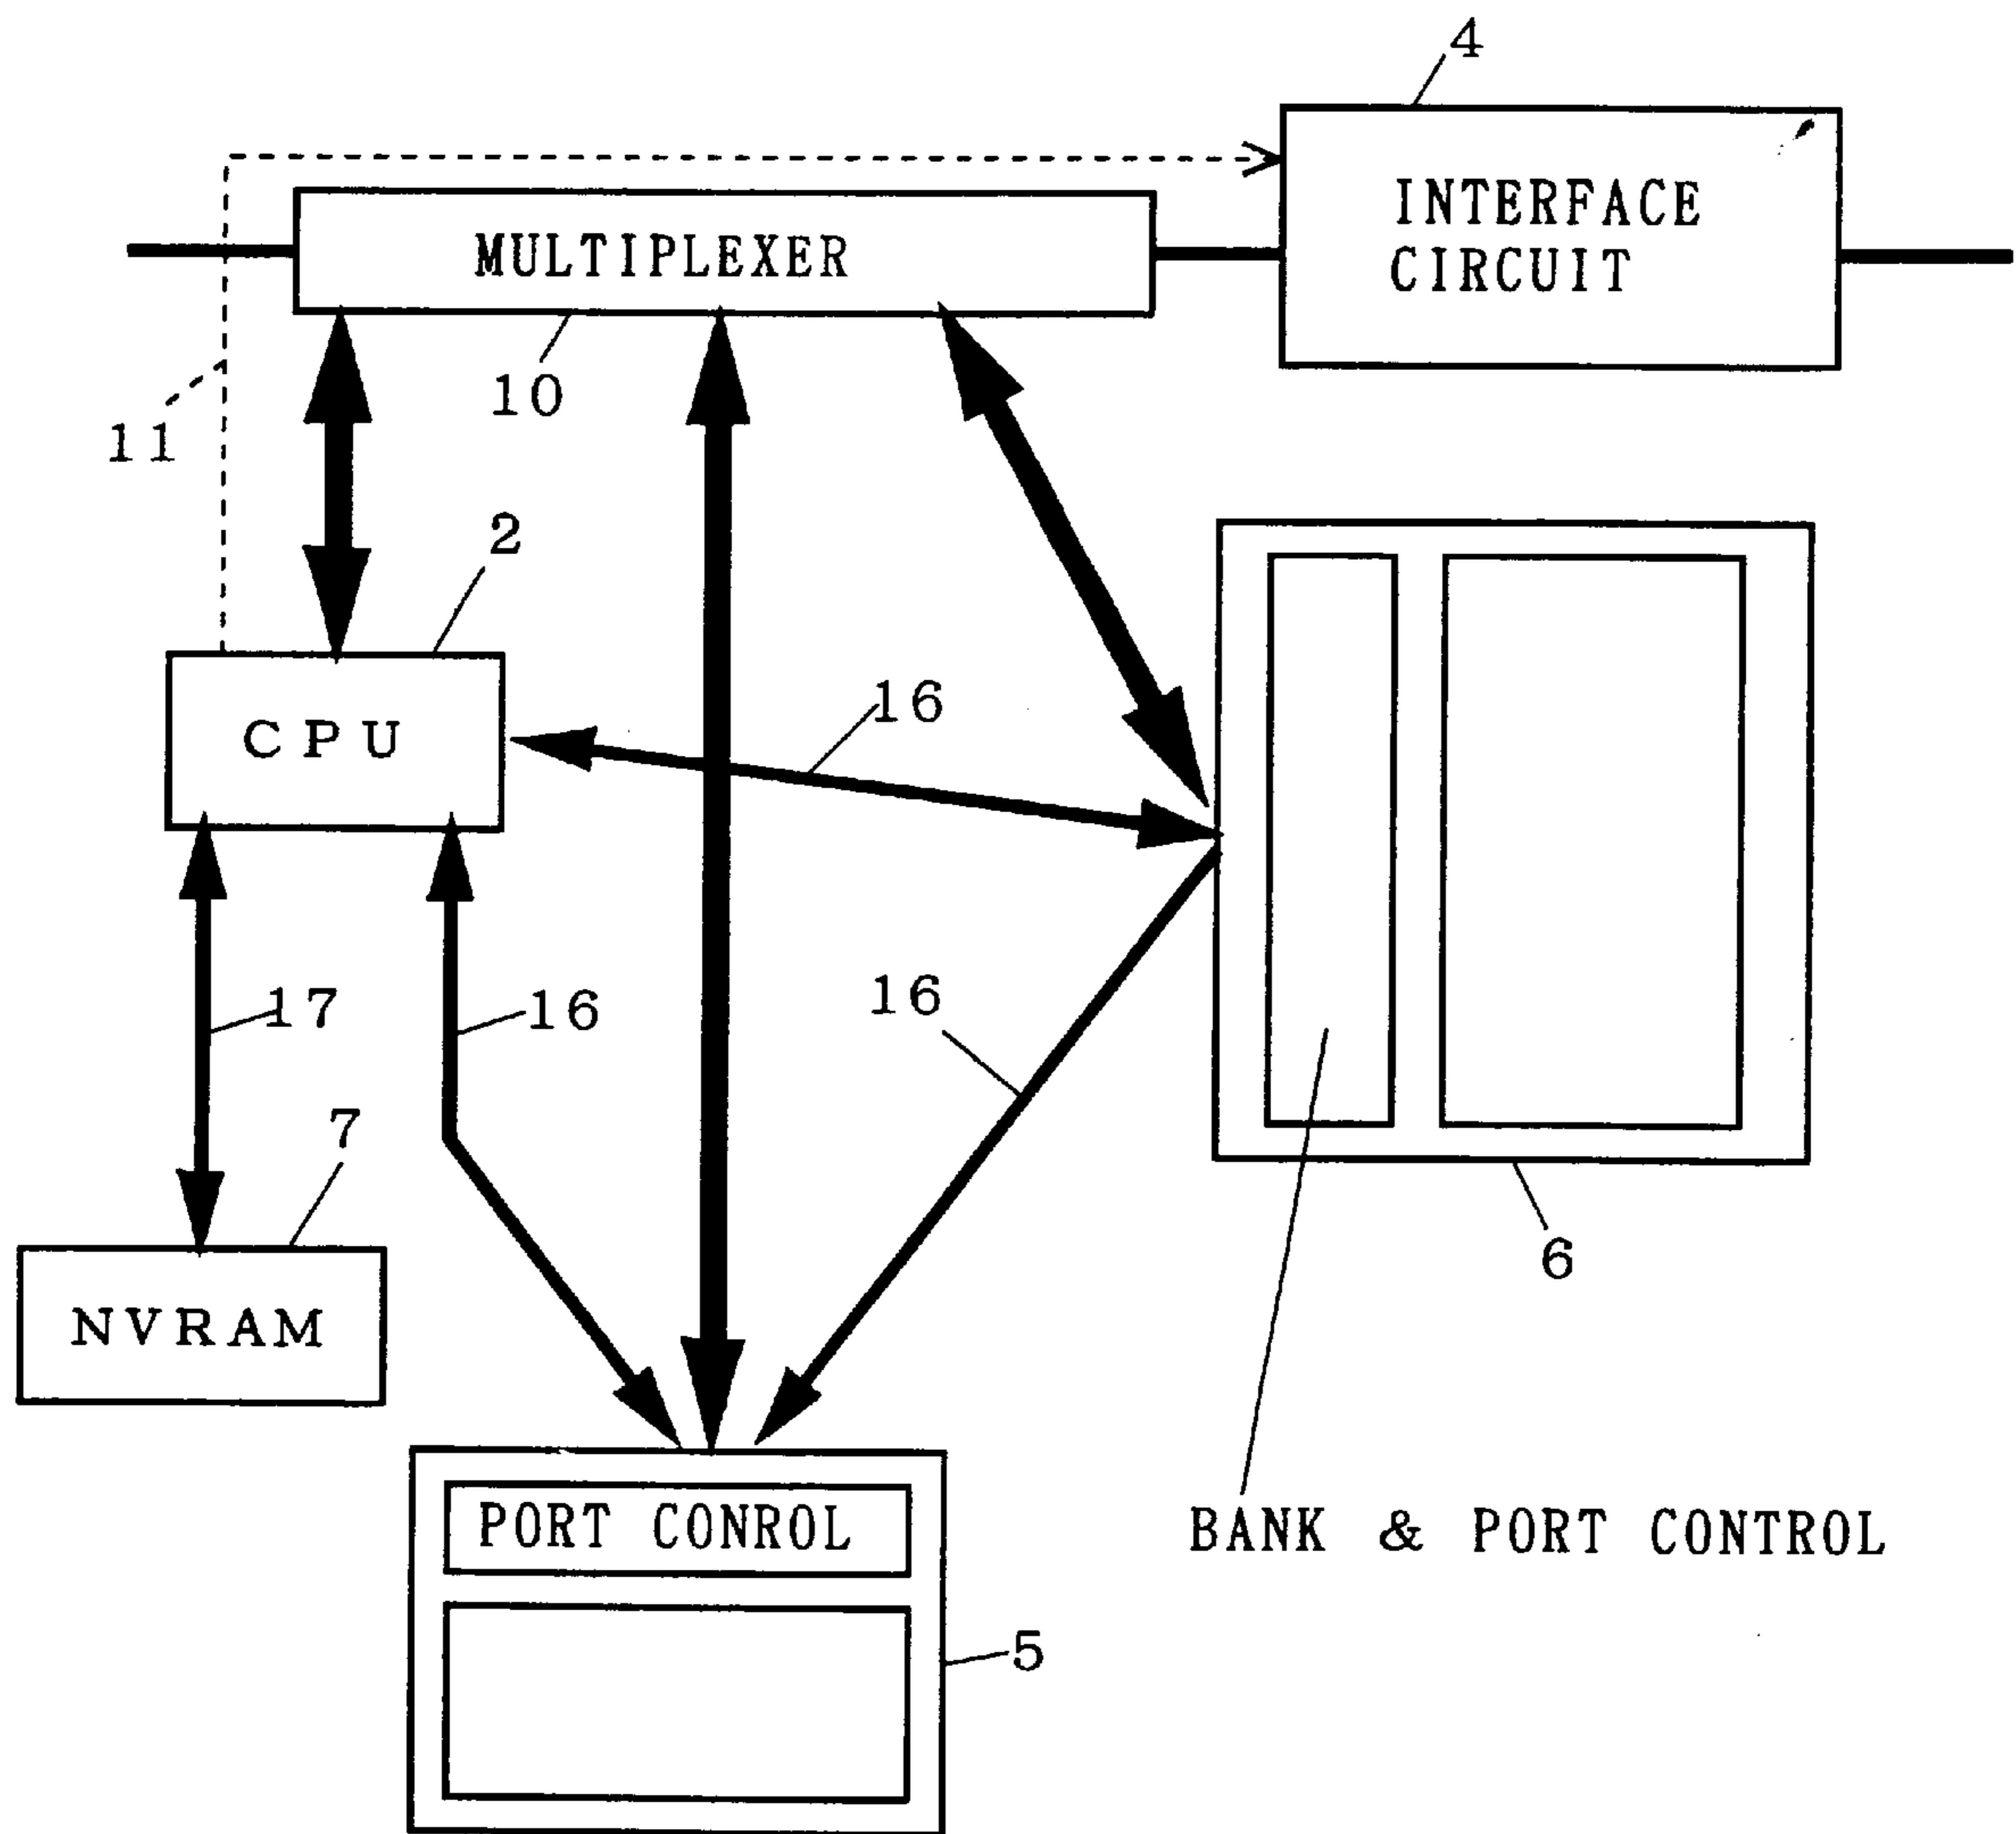 4
INTERFACE
CIRCUIT
MULTIPLEXER
10
11
2
CPU
16
17
16
16
7
NVRAM
6
PORT CONROL
BANK & PORT CONTROL
5